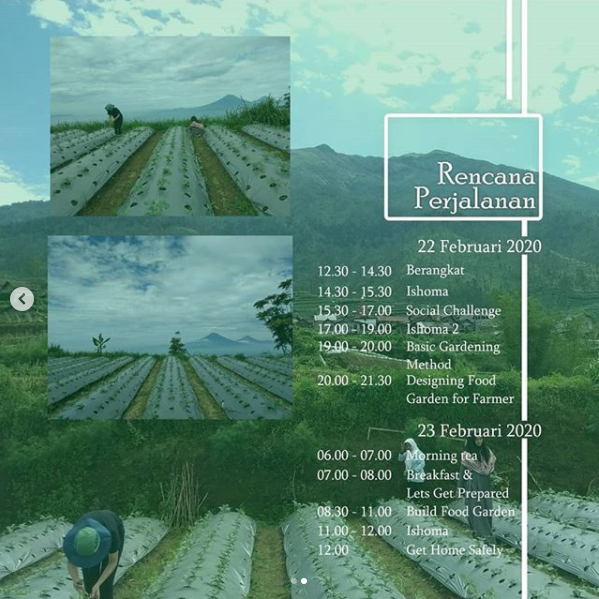 Rencana
Perjalanan
22 Februari 2020
12.30 - 14.30 Berangkat
14.30 - 15.30 Ishoma
15.30 - 17.00 Social Challenge
17.00 - 19.00 Ishoma 2
19.00 - 20.00 Basic Gardening
Method
20.00 - 21.30 Designing Food
Garden for Farmer
23 Februari 2020
06.00 - 07.00 Morning tea
07.00 - 08.00 Breakfast &
Lets Get Prepared
08.30 - 11.00 Build Food Garden
11.00 - 12.00 Ishoma
12.00 Get Home Safely